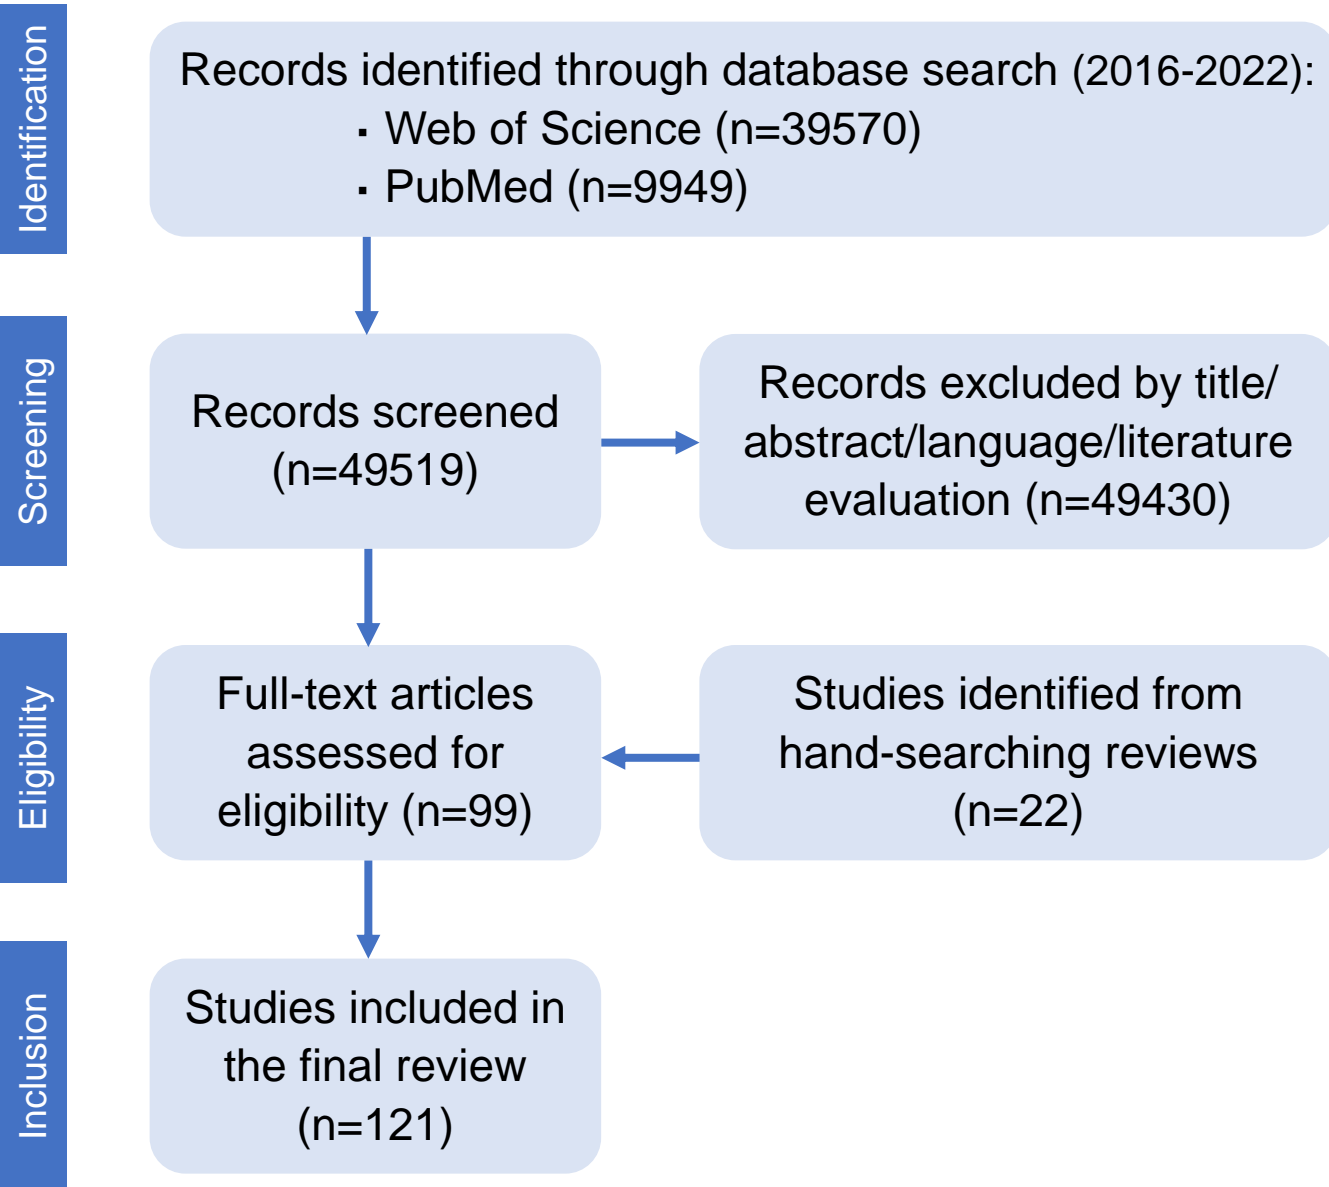 Identification
Records identified through database search (2016-2022):
▪ Web of Science (n=39570)
▪ PubMed (n=9949)
Screening
Records screened
(n=49519)
Records excluded by title/
abstract/language/literature
evaluation (n=49430)
Eligibility
Full-text articles
assessed for
eligibility (n=99)
Studies identified from
hand-searching reviews
(n=22)
Inclusion
Studies included in
the final review
(n=121)